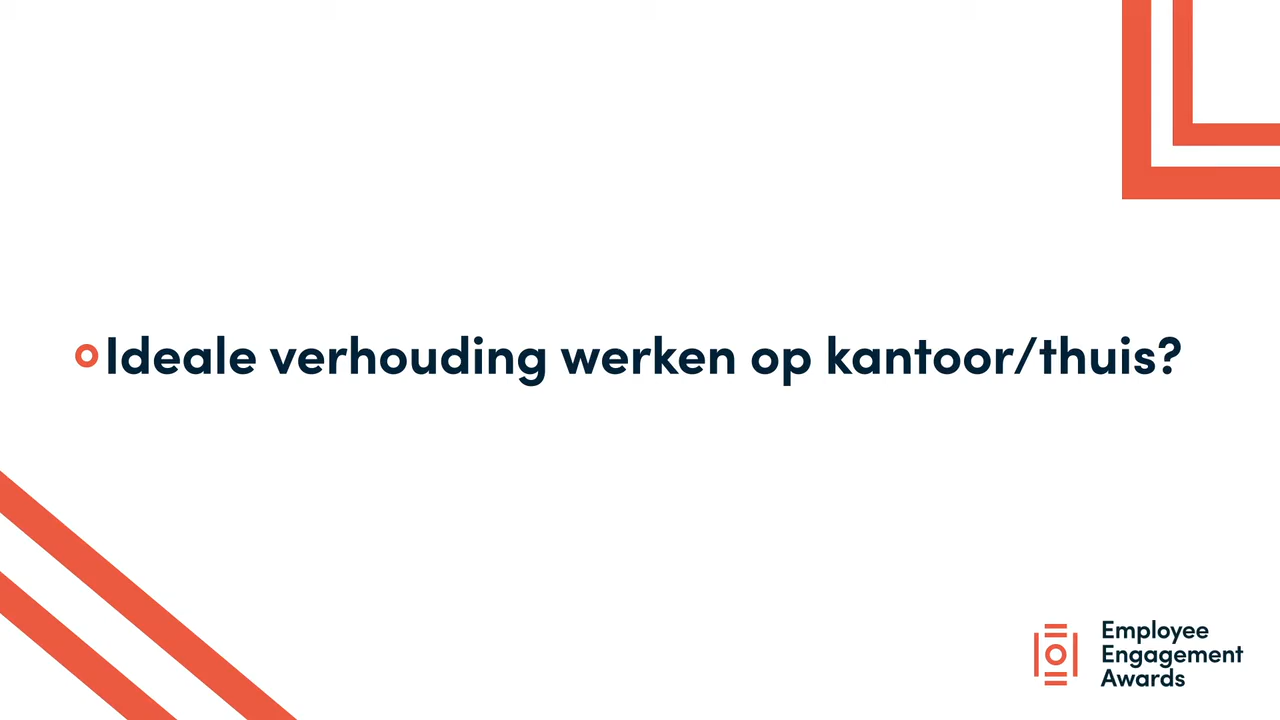 Ideale verhouding werken op kantoor/thuis?
Employee
Engagement
Awards